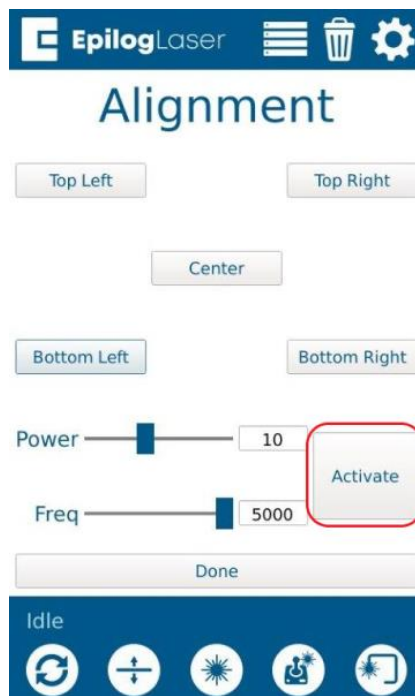 EpilogLaser
Alignment
Top Left
Top Right
Center
Bottom Left
Bottom Right
Power
10
Activate
Freq
5000
Done
Idle